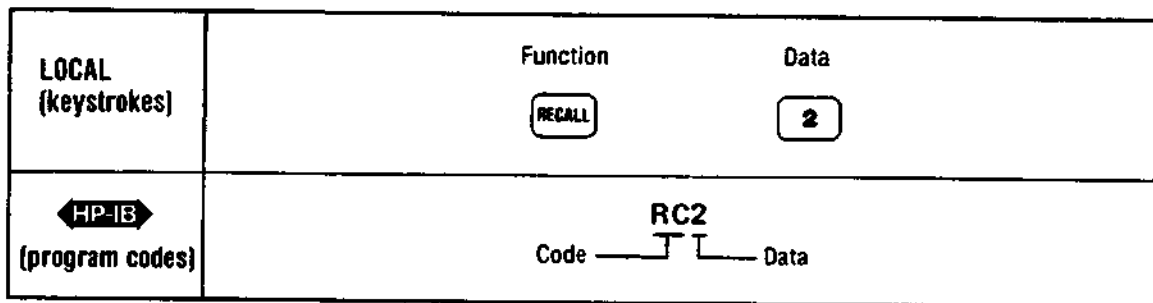 LOCAL
(keystrokes)
Function Data
RECALL 2
HP-IB
(program codes)
RC2
Code Data